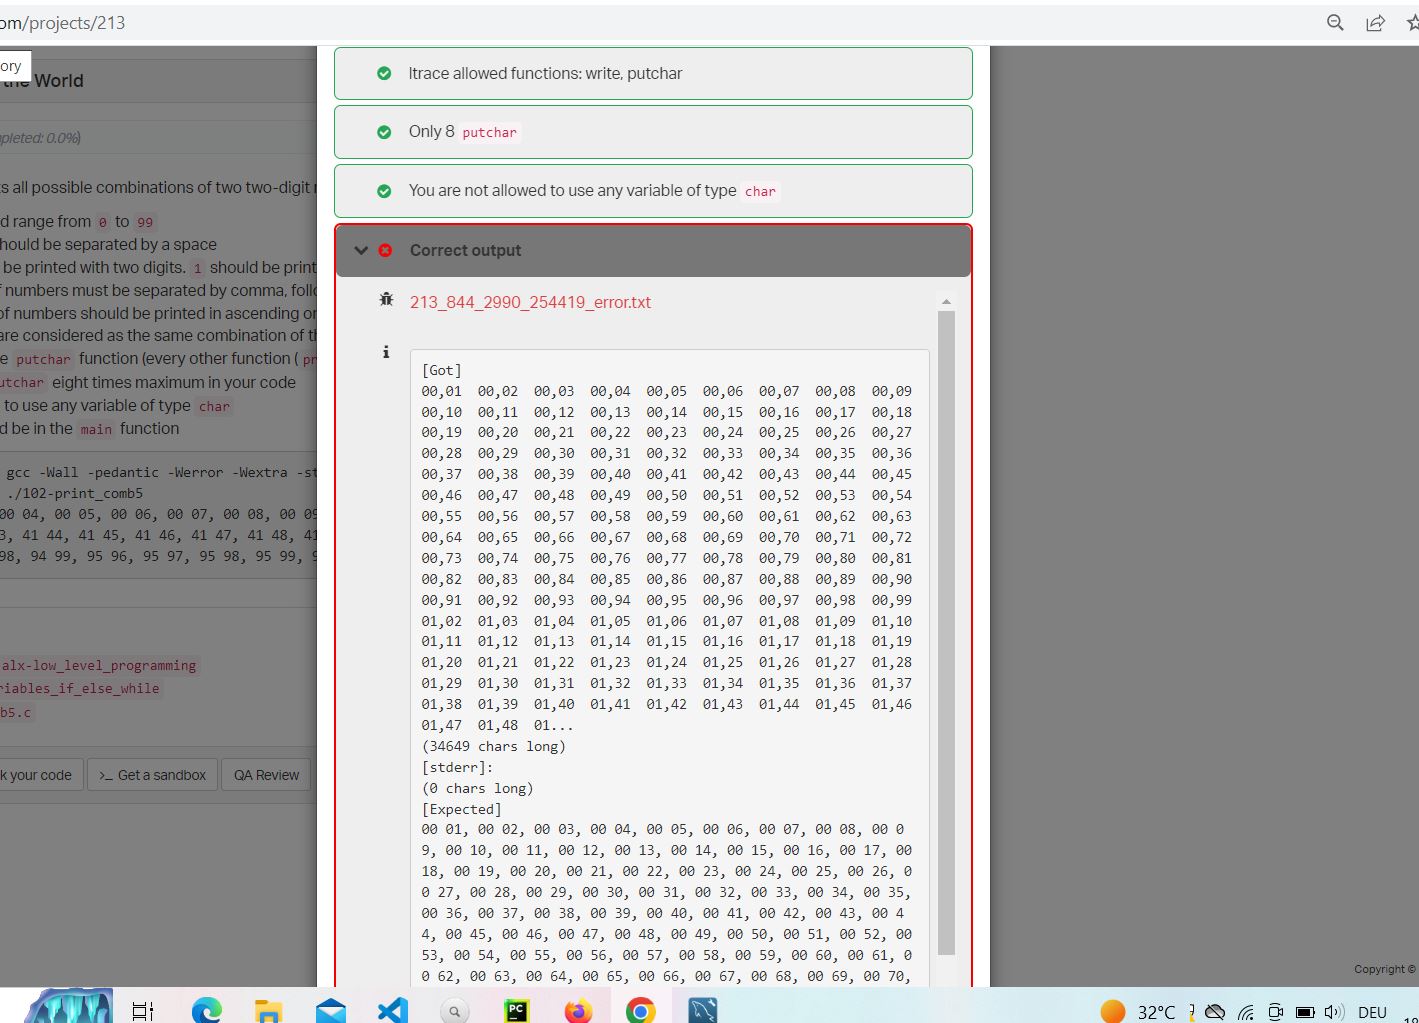 om/projects/213
ory
the World
pleted: 0.0%)
s all possible combinations of two two-digit
d range from 0 to 99
hould be separated by a space
be printed with two digits. 1 should be print
f numbers must be separated by comma, follo
of numbers should be printed in ascending or
are considered as the same combination of th
e putchar function (every other function ( pr
utchar eight times maximum in your code
to use any variable of type char
d be in the main function
gcc -Wall -pedantic -Werror -Wextra -st
./102-print_comb5
00 04, 00 05, 00 06, 00 07, 00 08, 00 09
3, 41 44, 41 45, 41 46, 41 47, 41 48, 41
98, 94 99, 95 96, 95 97, 95 98, 95 99, 9
alx-low_level_programming
riables_if_else_while
b5.c
k your code
>_ Get a sandbox
QA Review
ltrace allowed functions: write, putchar
Only 8 putchar
You are not allowed to use any variable of type char
Correct output
213_844_2990_254419_error.txt
[Got]
00,01 00,02 00,03 00,04 00,05 00,06 00,07 00,08 00,09
00,10 00,11 00,12 00,13 00,14 00,15 00,16 00,17 00,18
00,19 00,20 00,21 00,22 00,23 00,24 00,25 00,26 00,27
00,28 00,29 00,30 00,31 00,32 00,33 00,34 00,35 00,36
00,37 00,38 00,39 00,40 00,41 00,42 00,43 00,44 00,45
00,46 00,47 00,48 00,49 00,50 00,51 00,52 00,53 00,54
00,55 00,56 00,57 00,58 00,59 00,60 00,61 00,62 00,63
00,64 00,65 00,66 00,67 00,68 00,69 00,70 00,71 00,72
00,73 00,74 00,75 00,76 00,77 00,78 00,79 00,80 00,81
00,82 00,83 00,84 00,85 00,86 00,87 00,88 00,89 00,90
00,91 00,92 00,93 00,94 00,95 00,96 00,97 00,98 00,99
01,02 01,03 01,04 01,05 01,06 01,07 01,08 01,09 01,10
01,11 01,12 01,13 01,14 01,15 01,16 01,17 01,18 01,19
01,20 01,21 01,22 01,23 01,24 01,25 01,26 01,27 01,28
01,29 01,30 01,31 01,32 01,33 01,34 01,35 01,36 01,37
01,38 01,39 01,40 01,41 01,42 01,43 01,44 01,45 01,46
01,47 01,48 01...
(34649 chars long)
[stderr]:
(0 chars long)
[Expected]
00 01, 00 02, 00 03, 00 04, 00 05, 00 06, 00 07, 00 08, 00 0
9, 00 10, 00 11, 00 12, 00 13, 00 14, 00 15, 00 16, 00 17, 00
18, 00 19, 00 20, 00 21, 00 22, 00 23, 00 24, 00 25, 00 26, 0
0 27, 00 28, 00 29, 00 30, 00 31, 00 32, 00 33, 00 34, 00 35,
00 36, 00 37, 00 38, 00 39, 00 40, 00 41, 00 42, 00 43, 00 4
4, 00 45, 00 46, 00 47, 00 48, 00 49, 00 50, 00 51, 00 52, 00
53, 00 54, 00 55, 00 56, 00 57, 00 58, 00 59, 00 60, 00 61, 0
0 62, 00 63, 00 64, 00 65, 00 66, 00 67, 00 68, 00 69, 00 70,
Copyright ©
PC
32°C
DEU